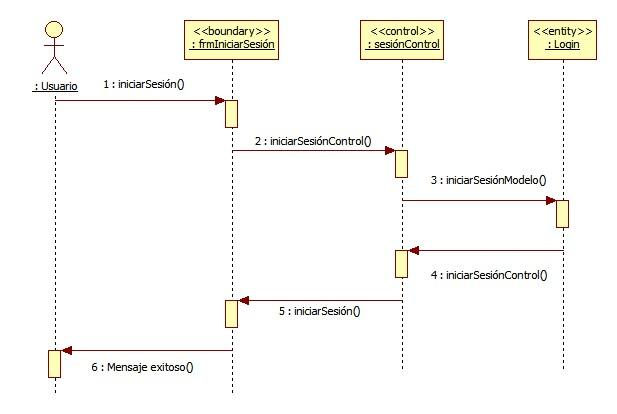 <<boundary>>
: frmIniciarSesión
<<control>>
: sesiónControl
<<entity>>
: Login
: Usuario
1 : iniciarSesión()
2 : iniciarSesiónControl()
3 : iniciarSesiónModelo()
4 : iniciarSesiónControl()
5 : iniciarSesión()
6 : Mensaje exitoso()